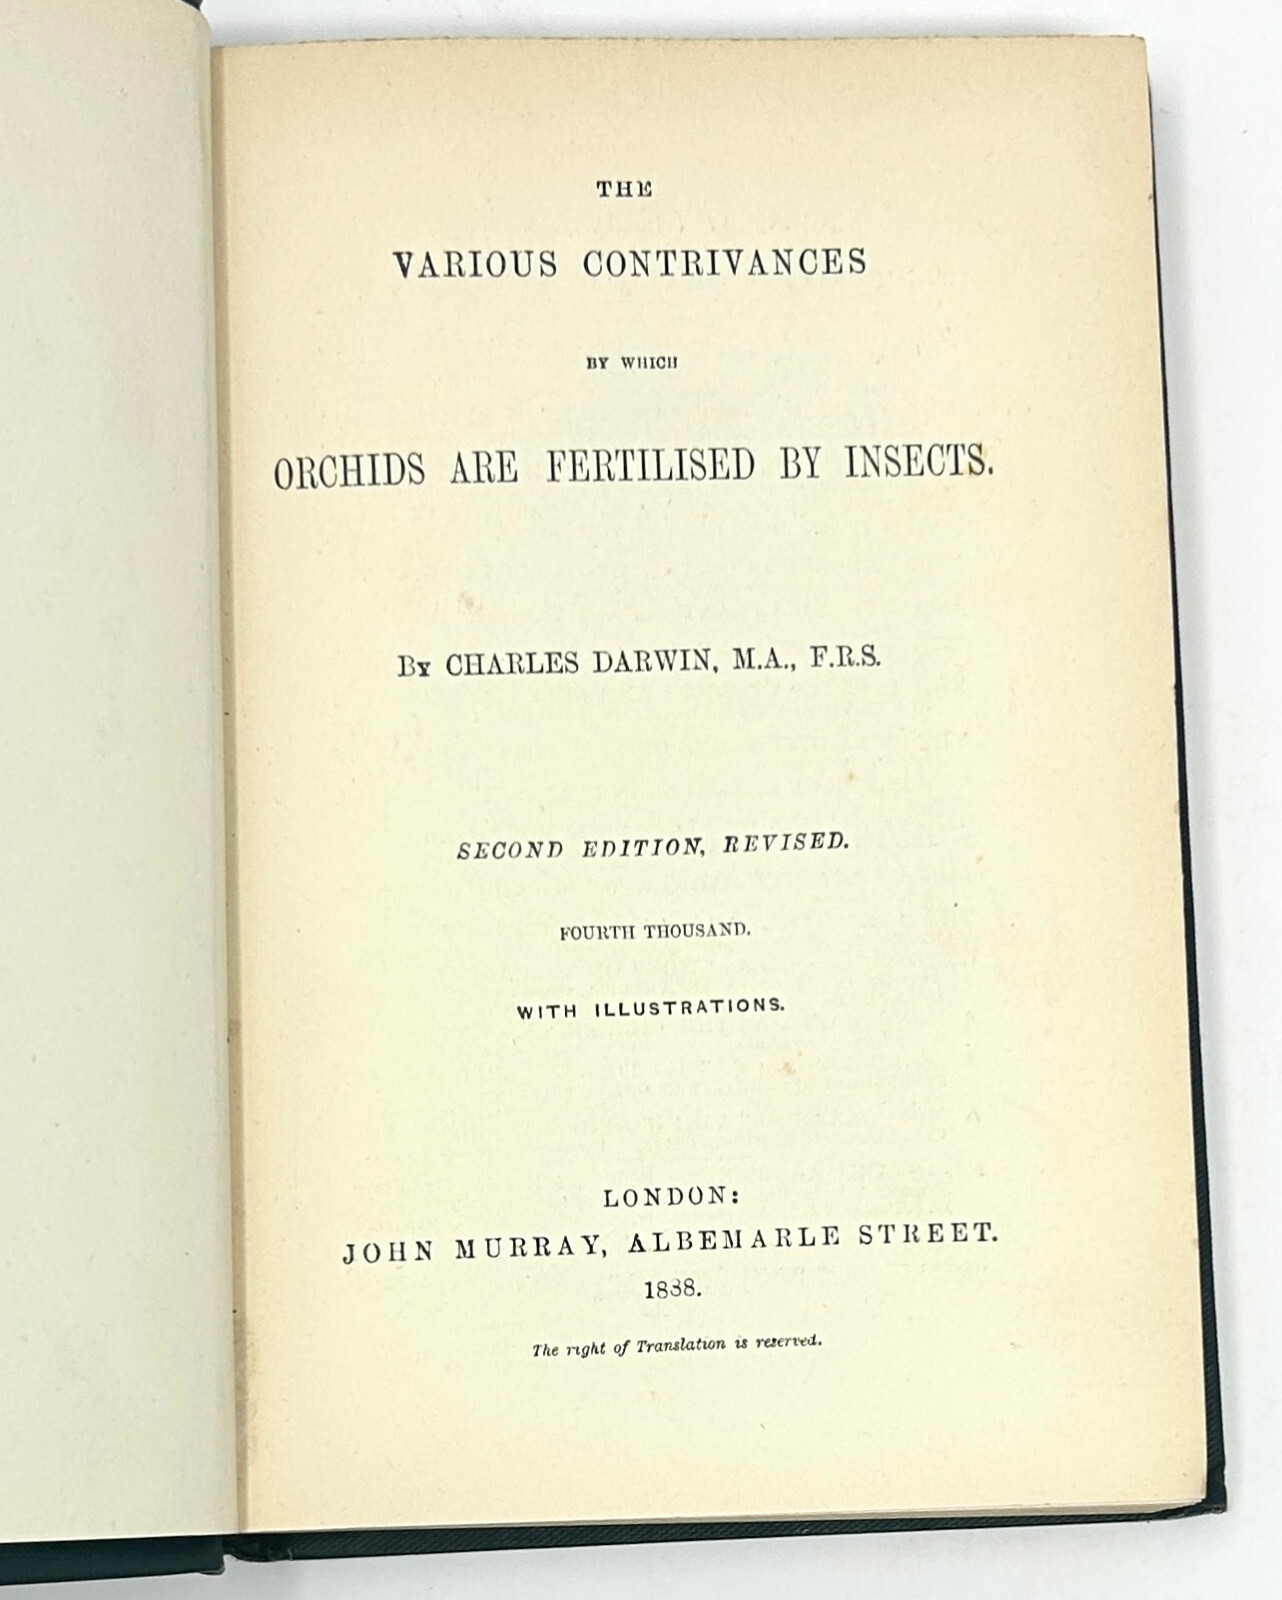 THE
VARIOUS CONTRIVANCES
BY WHICH
ORCHIDS ARE FERTILISED BY INSECTS.
BY CHARLES DARWIN, M.A., F.R.S.
SECOND EDITION, REVISED.
FOURTH THOUSAND.
WITH ILLUSTRATIONS.
LONDON:
JOHN MURRAY, ALBEMARLE STREET.
1888.
The right of Translation is reserved.